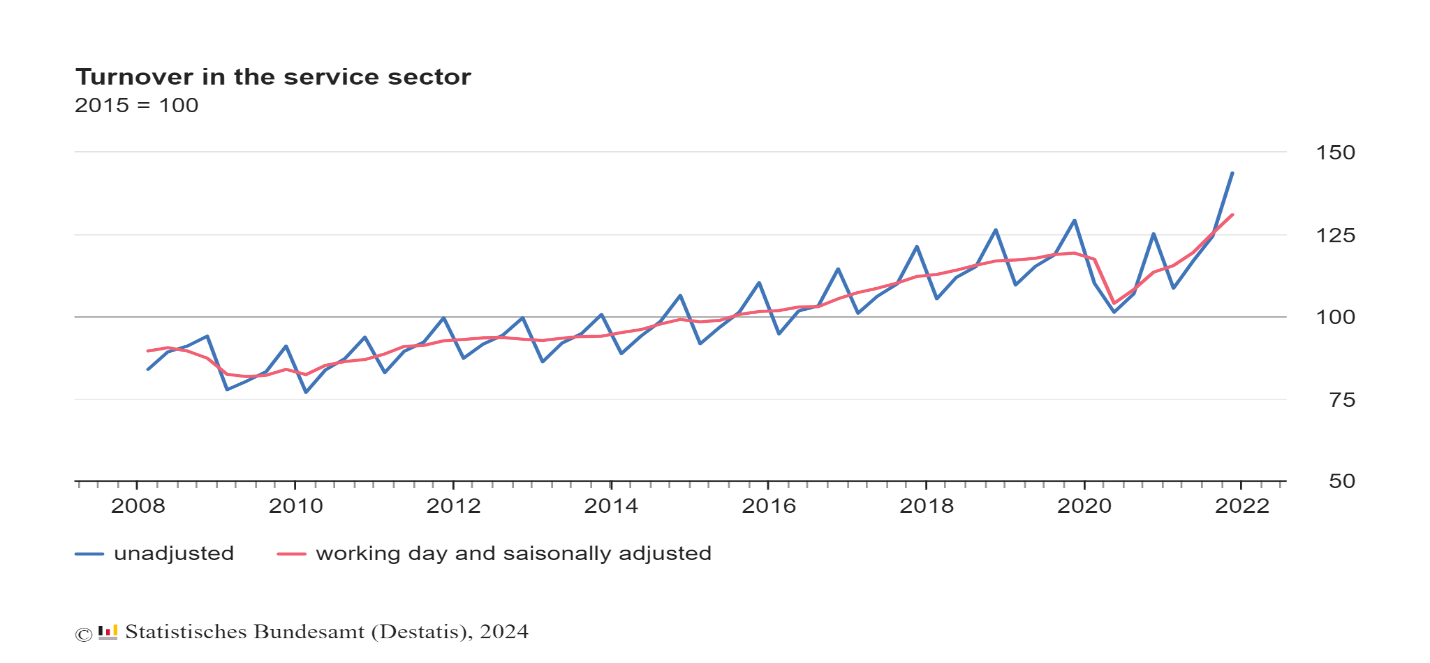 Turnover in the service sector
2015 = 100
150
125
100
75
50
2008 2010 2012 2014 2016 2018 2020 2022
unadjusted working day and saisonally adjusted
© Statistisches Bundesamt (Destatis), 2024